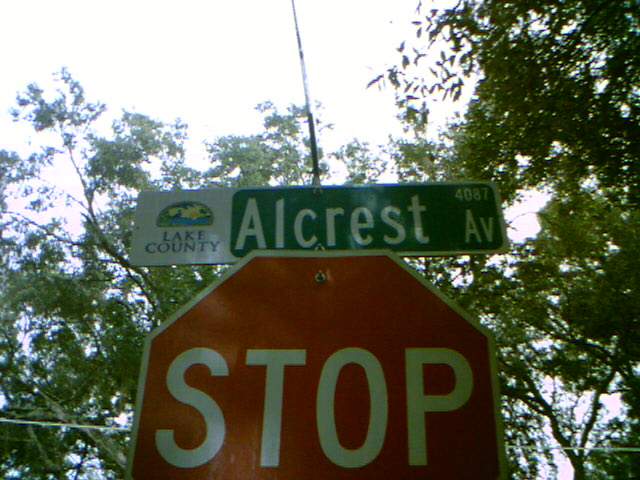 LAKE
COUNTY
Alcrest Av
4087
STOP